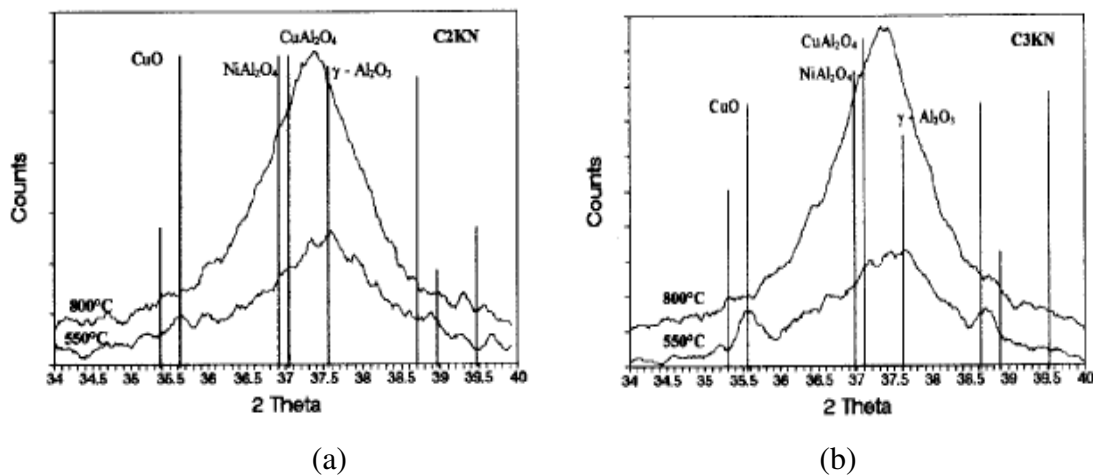 C2KN
CuAl₂O₄
CuO
NiAl₂O₄
γ - Al₂O₃
Counts
800°C
550°C
34 34.5 35 35.5 36 36.5 37 37.5 38 38.5 39 39.5 40
2 Theta
(a)
C3KN
CuAl₂O₄
NiAl₂O₄
CuO
γ - Al₂O₃
Counts
800°C
550°C
34 34.5 35 35.5 36 36.5 37 37.5 38 38.5 39 39.5 40
2 Theta
(b)